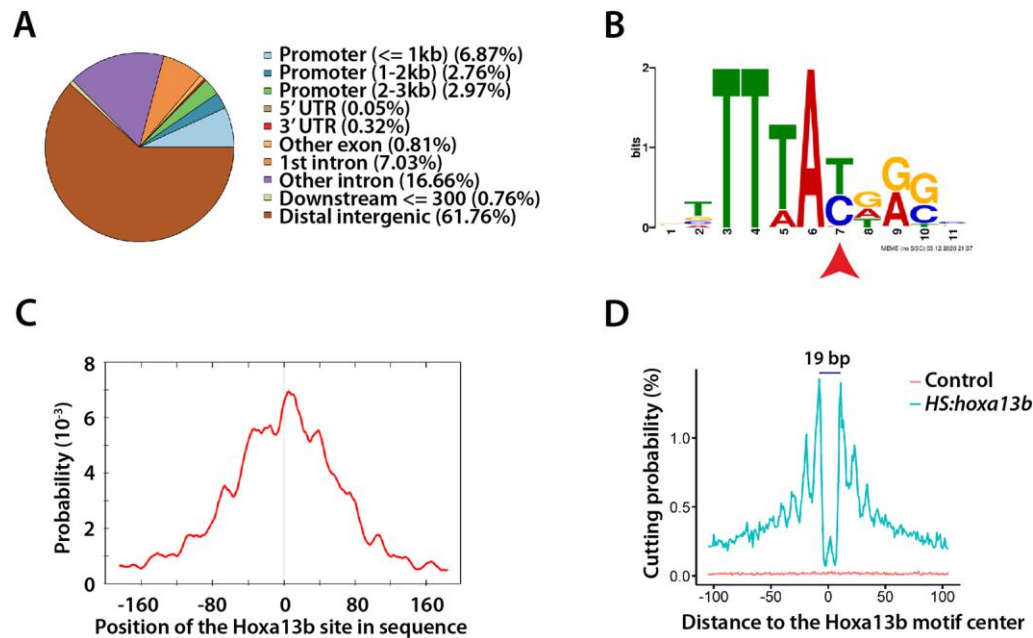 A
Promoter (<= 1kb) (6.87%)
Promoter (1-2kb) (2.76%)
Promoter (2-3kb) (2.97%)
5' UTR (0.05%)
3' UTR (0.32%)
Other exon (0.81%)
1st intron (7.03%)
Other intron (16.66%)
Downstream <= 300 (0.76%)
Distal intergenic (61.76%)
B
2
bits
1
0
T T T T A A T C G A G A G C
1 2 3 4 5 6 7 8 9 10 11
C
8
6
4
2
0
Probability (10⁻³)
-160 -80 0 80 160
Position of the Hoxa13b site in sequence
D
19 bp
Control
HS:hoxa13b
1.0
0.5
0.0
Cutting probability (%)
-100 -50 0 50 100
Distance to the Hoxa13b motif center